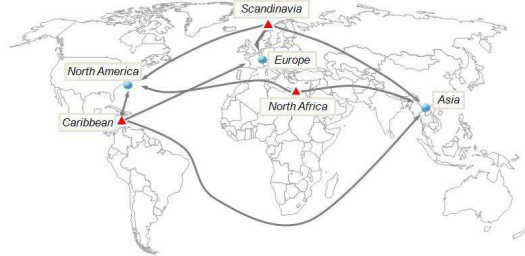 Scandinavia
Europe
North America
North Africa
Asia
Caribbean